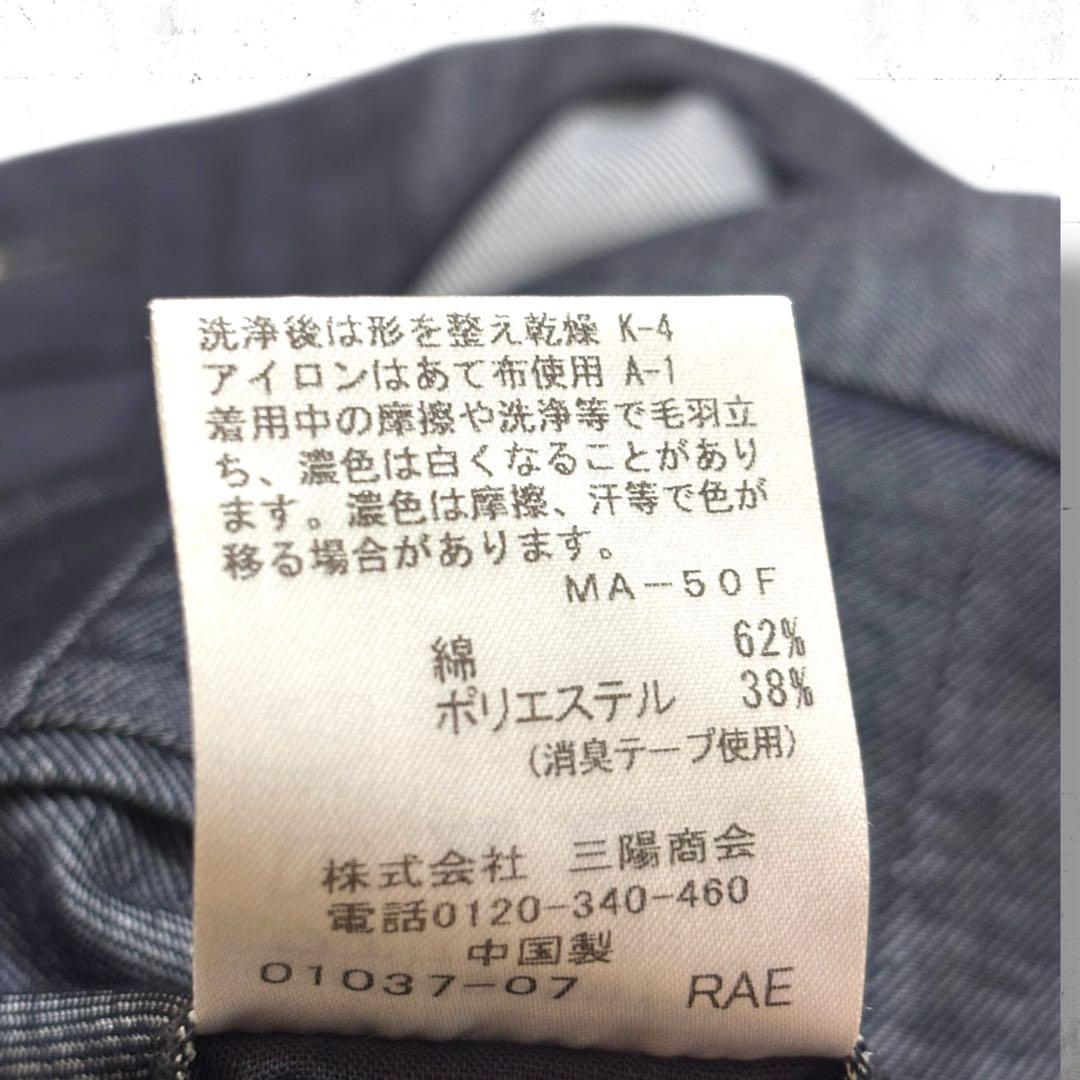 洗浄後は形を整え乾燥 K-4
アイロンはあて布使用 A-1
着用中の摩擦や洗浄等で毛羽立
ち、濃色は白くなることがあり
ます。濃色は摩擦、汗等で色が
移る場合があります。
MA-50F
綿 62%
ポリエステル 38%
(消臭テープ使用)
株式会社 三陽商会
電話0120-340-460
中国製
01037-07 RAE